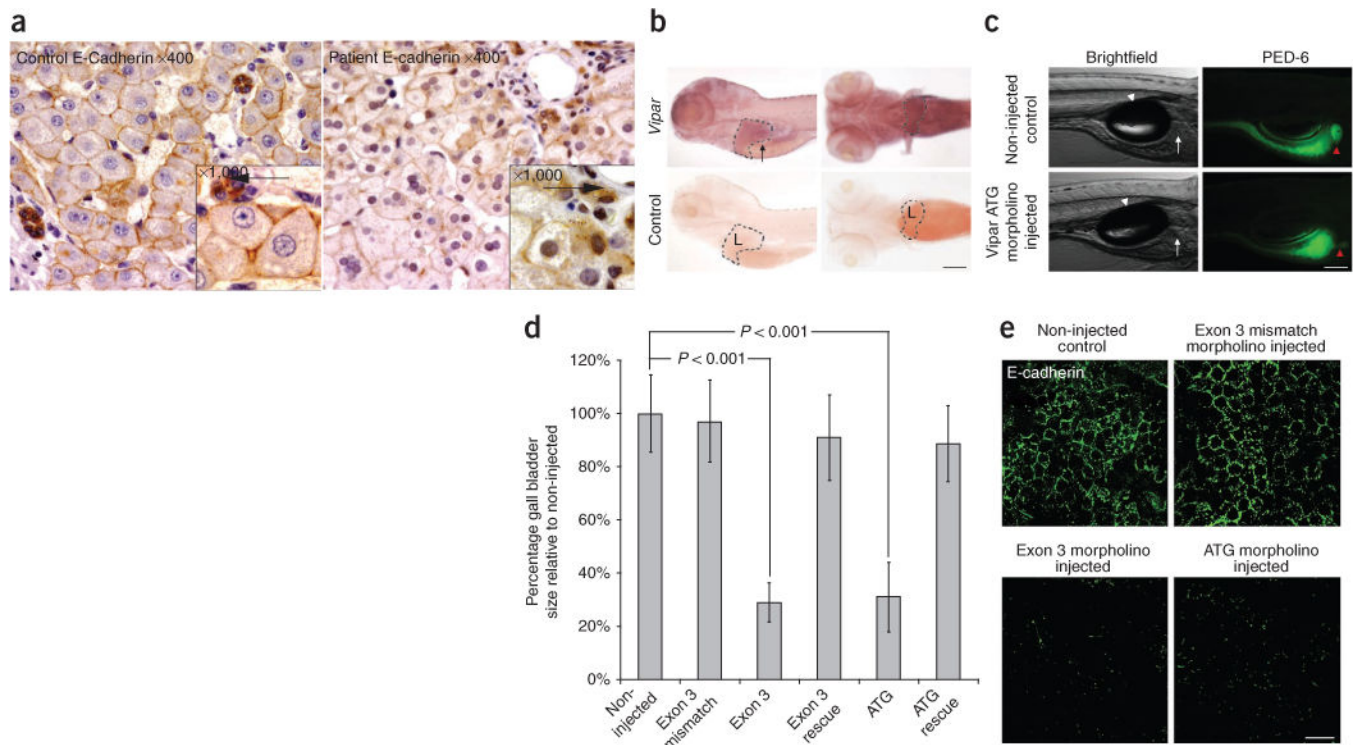 a
Control E-Cadherin ×400
×1,000
Patient E-cadherin ×400
×1,000
b
Vipar
Control
L
L
c
Brightfield
PED-6
Non-injected
control
Vipar ATG
morpholino
injected
d
P < 0.001
P < 0.001
Percentage gall bladder
size relative to non-injected
120%
100%
80%
60%
40%
20%
0%
Non-
injected
Exon 3
mismatch
Exon 3
Exon 3
rescue
ATG
ATG
rescue
e
Non-injected
control
Exon 3 mismatch
morpholino injected
E-cadherin
Exon 3 morpholino
injected
ATG morpholino
injected